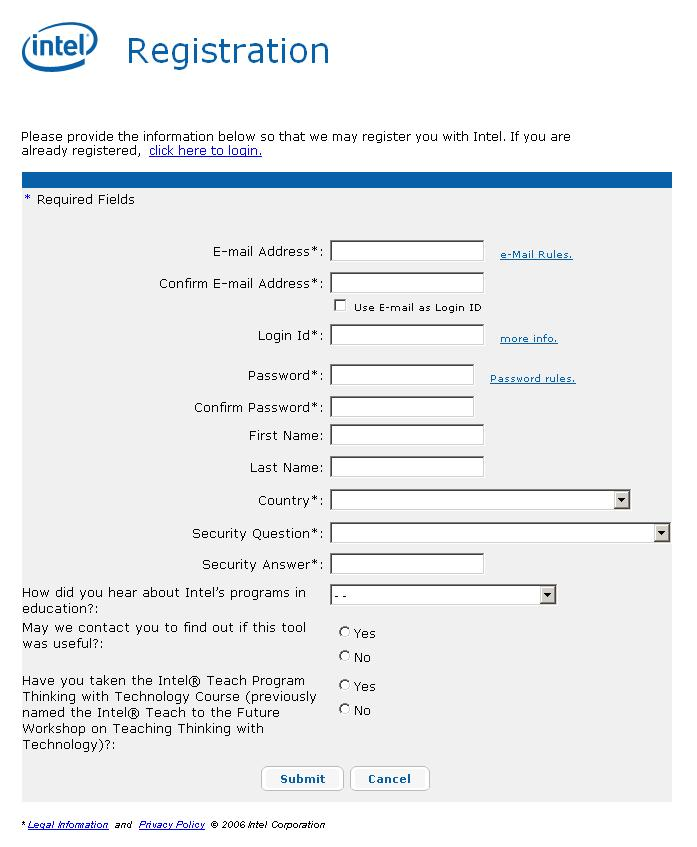 intel®
Registration
Please provide the information below so that we may register you with Intel. If you are
already registered, click here to login.
* Required Fields
E-mail Address*:
e-Mail Rules.
Confirm E-mail Address*:
Use E-mail as Login ID
Login Id*:
more info.
Password*:
Password rules.
Confirm Password*:
First Name:
Last Name:
Country*:
Security Question*:
Security Answer*:
How did you hear about Intel's programs in
education?:
--
May we contact you to find out if this tool
was useful?:
Yes
No
Have you taken the Intel® Teach Program
Thinking with Technology Course (previously
named the Intel® Teach to the Future
Workshop on Teaching Thinking with
Technology)?:
Yes
No
Submit Cancel
* Legal Information and Privacy Policy © 2006 Intel Corporation